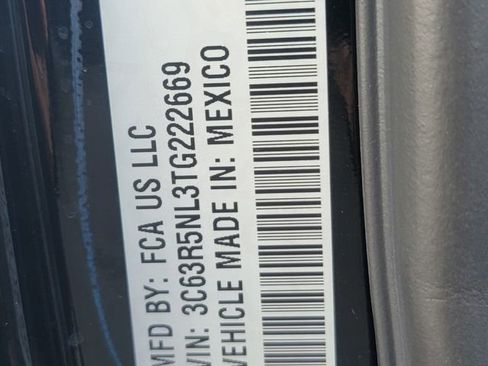 MFD BY: FCA US LLC
VIN: 3C63R5NL3TG222669
VEHICLE MADE IN: MEXICO